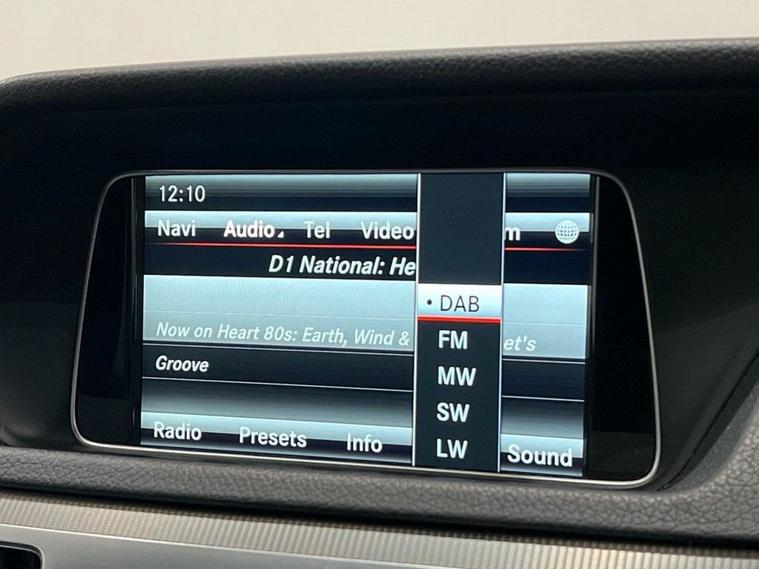 12:10
Navi Audio Tel Video m
D1 National: He
• DAB
Now on Heart 80s: Earth, Wind & et's
FM
Groove
MW
SW
LW
Radio Presets Info Sound